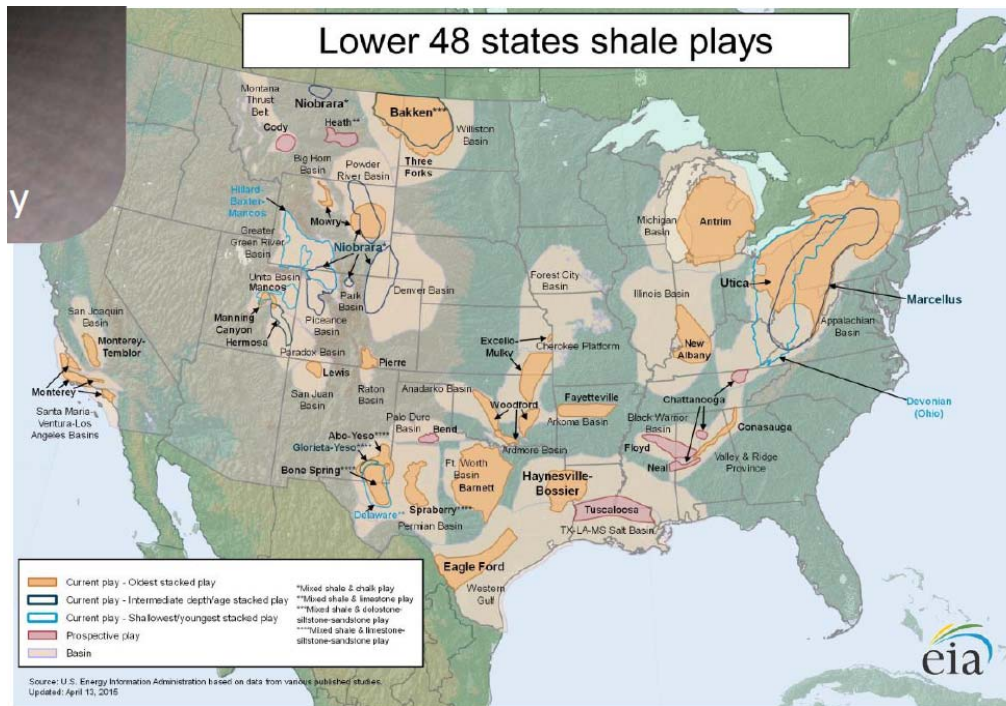 Lower 48 states shale plays
y
Montana
Thrust
Belt
Niobrara*
Cody
Heath**
Bakken***
Williston
Basin
Three
Forks
Big Horn
Basin
Powder
River Basin
Hilliard-
Baxter-
Mancos
Mowry
Greater
Green River
Basin
Niobrara*
Uinta Basin
Mancos
Park
Basin
Denver Basin
Manning
Canyon
Piceance
Basin
Hermosa
Paradox Basin
Pierre
Lewis
San Juan
Basin
Raton
Basin
San Joaquin
Basin
Monterey-
Temblor
Monterey
Santa Maria-
Ventura-Los
Angeles Basins
Forest City
Basin
Excello-
Mulky
Cherokee Platform
Anadarko Basin
Woodford
Palo Duro
Basin
Bend
Fayetteville
Arkoma Basin
Ardmore Basin
Abo-Yeso****
Glorieta-Yeso****
Bone Spring****
Delaware**
Ft. Worth
Basin
Barnett
Spraberry****
Permian Basin
Haynesville-
Bossier
Tuscaloosa
TX-LA-MS Salt Basin
Eagle Ford
Western
Gulf
Michigan
Basin
Antrim
Illinois Basin
New
Albany
Utica
Marcellus
Appalachian
Basin
Devonian
(Ohio)
Chattanooga
Black Warrior
Basin
Conasauga
Floyd
Neal
Valley & Ridge
Province
Current play - Oldest stacked play
Current play - Intermediate depth/age stacked play
Current play - Shallowest/youngest stacked play
Prospective play
Basin
*Mixed shale & chalk play
**Mixed shale & limestone play
***Mixed shale & dolostone-
siltstone-sandstone play
****Mixed shale & limestone-
siltstone-sandstone play
Source: U.S. Energy Information Administration based on data from various published studies.
Updated: April 13, 2015
eia